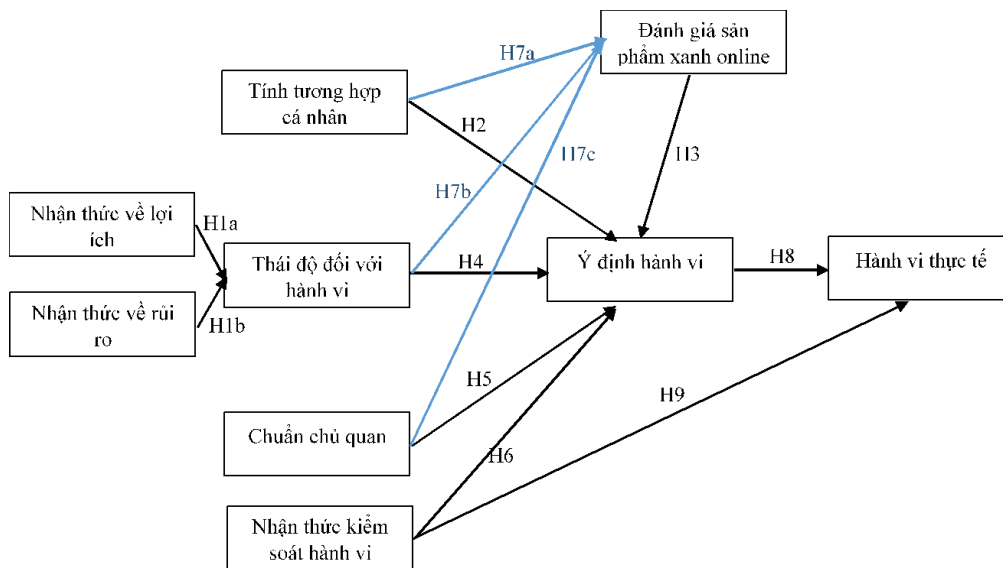 Đánh giá sản
phẩm xanh online
H7a
Tính tương hợp
cá nhân
H2
H7c
H3
H7b
Nhận thức về lợi
ích
H1a
Thái độ đối với
hành vi
H4
Ý định hành vi
H8
Hành vi thực tế
Nhận thức về rủi
ro
H1b
H5
H9
Chuẩn chủ quan
H6
Nhận thức kiểm
soát hành vi